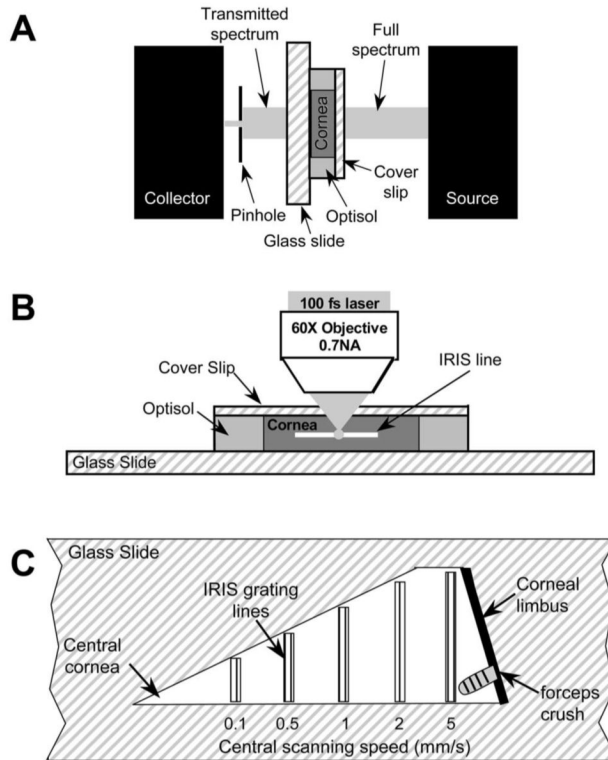 A
Transmitted
spectrum
Full
spectrum
Cornea
Collector
Pinhole
Glass slide
Optisol
Cover
slip
Source
B
100 fs laser
60X Objective
0.7NA
Cover Slip
IRIS line
Optisol
Cornea
Glass Slide
C
Glass Slide
IRIS grating
lines
Corneal
limbus
Central
cornea
forceps
crush
0.1 0.5 1 2 5
Central scanning speed (mm/s)